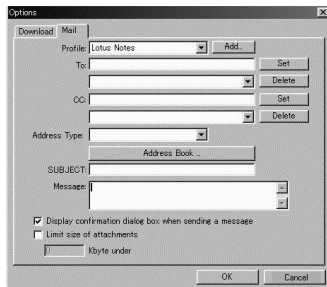 Options
Download Mail
Profile: Lotus Notes Add..
To: Set
Delete
CC: Set
Delete
Address Type:
Address Book ...
SUBJECT:
Message:
Display confirmation dialog box when sending a message
Limit size of attachments
0 Kbyte under
OK Cancel